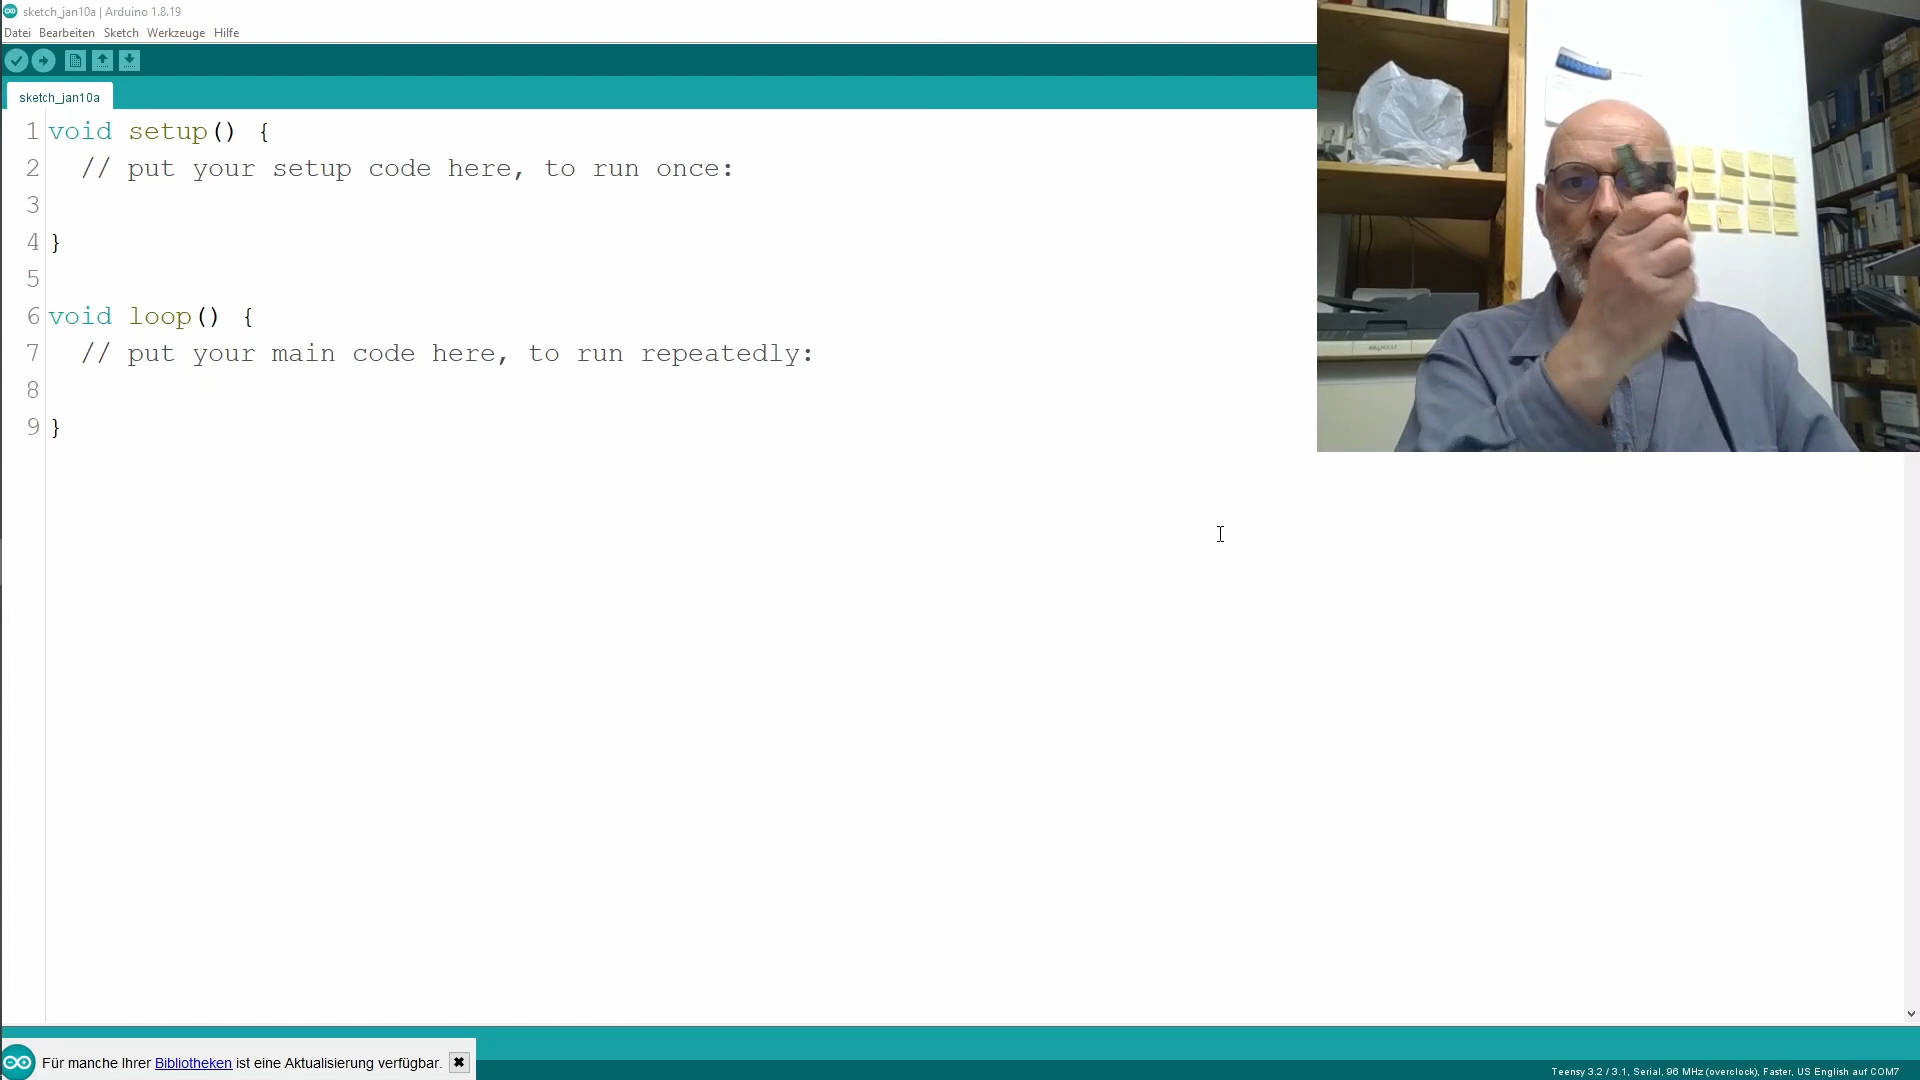 sketch_jan10a | Arduino 1.8.19
Datei Bearbeiten Sketch Werkzeuge Hilfe
sketch_jan10a
1 void setup() {
2 // put your setup code here, to run once:
3
4 }
5
6 void loop() {
7 // put your main code here, to run repeatedly:
8
9 }
Für manche Ihrer Bibliotheken ist eine Aktualisierung verfügbar.
Teensy 3.2 / 3.1, Serial, 96 MHz (overclock), Faster, US English auf COM7